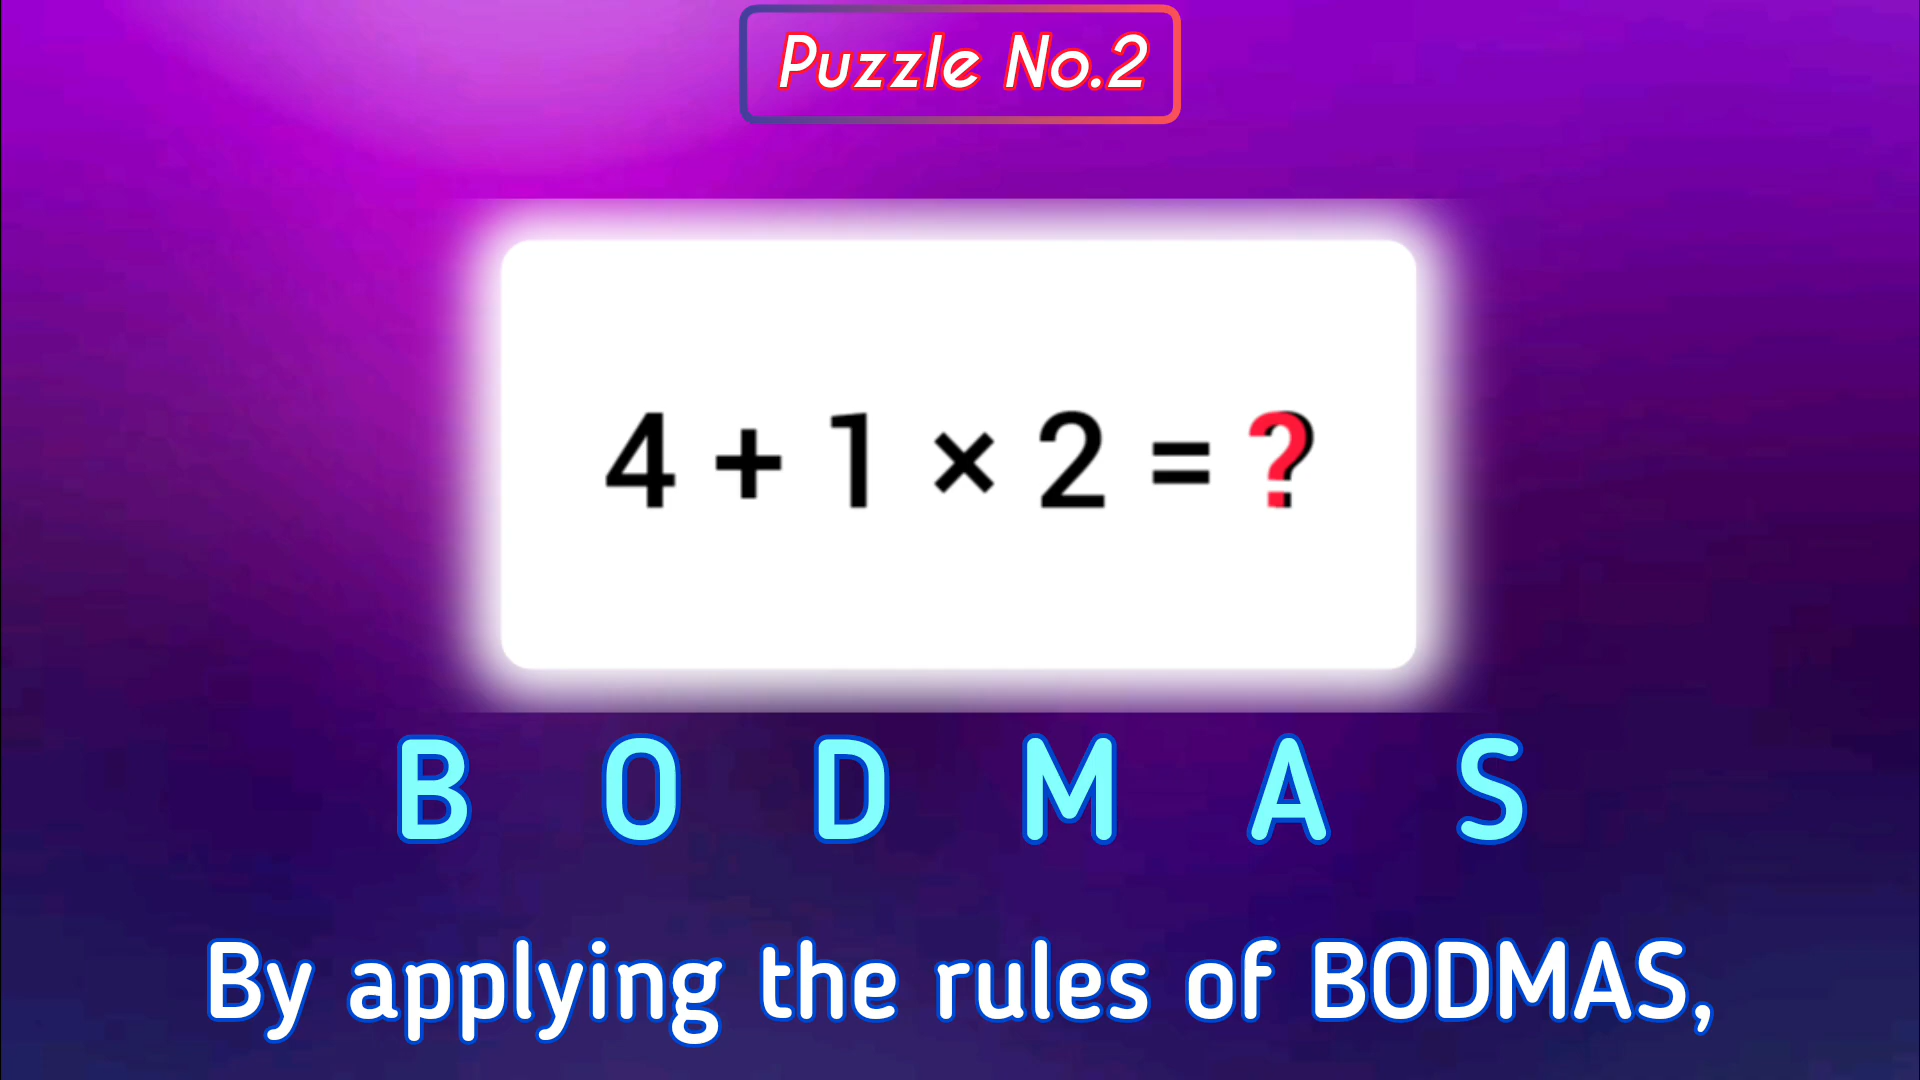 Puzzle No.2
4 + 1 × 2 = ?
B O D M A S
By applying the rules of BODMAS,